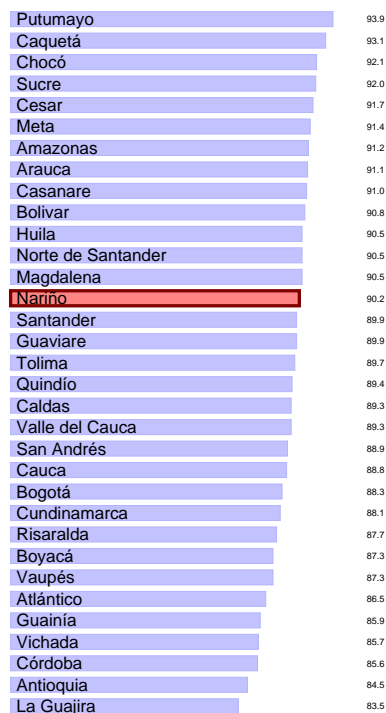 Putumayo 93.9
Caquetá 93.1
Chocó 92.1
Sucre 92.0
Cesar 91.7
Meta 91.4
Amazonas 91.2
Arauca 91.1
Casanare 91.0
Bolivar 90.8
Huila 90.5
Norte de Santander 90.5
Magdalena 90.5
Nariño 90.2
Santander 89.9
Guaviare 89.9
Tolima 89.7
Quindío 89.4
Caldas 89.3
Valle del Cauca 89.3
San Andrés 88.9
Cauca 88.8
Bogotá 88.3
Cundinamarca 88.1
Risaralda 87.7
Boyacá 87.3
Vaupés 87.3
Atlántico 86.5
Guainía 85.9
Vichada 85.7
Córdoba 85.6
Antioquia 84.5
La Guajira 83.5